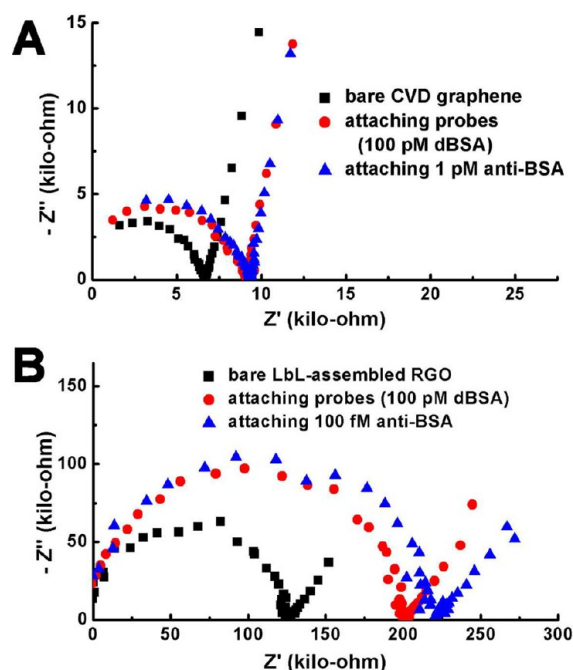 A
15
10
5
0
- Z'' (kilo-ohm)
bare CVD graphene
attaching probes
(100 pM dBSA)
attaching 1 pM anti-BSA
0 5 10 15 20 25
Z' (kilo-ohm)
B
150
100
50
0
- Z'' (kilo-ohm)
bare LbL-assembled RGO
attaching probes (100 pM dBSA)
attaching 100 fM anti-BSA
0 50 100 150 200 250 300
Z' (kilo-ohm)